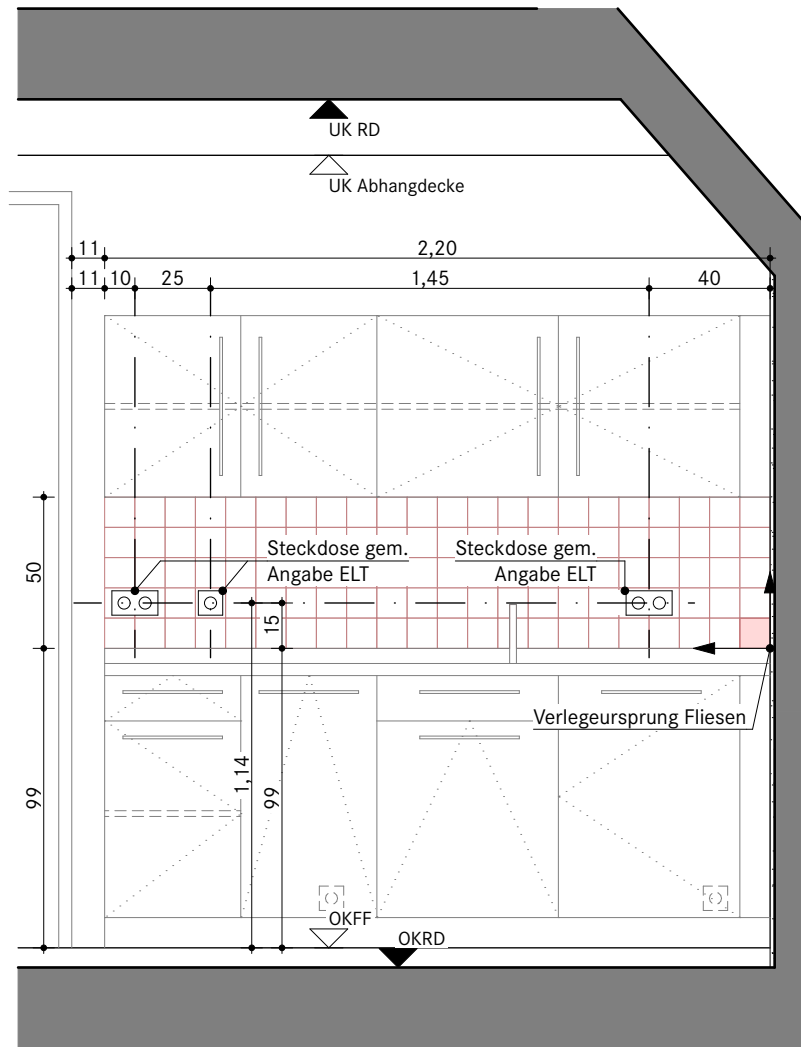 UK RD
UK Abhangdecke
11
2,20
11
10
25
1,45
40
Steckdose gem.
Angabe ELT
Steckdose gem.
Angabe ELT
50
15
Verlegeursprung Fliesen
99
1,14
99
OKFF
OKRD